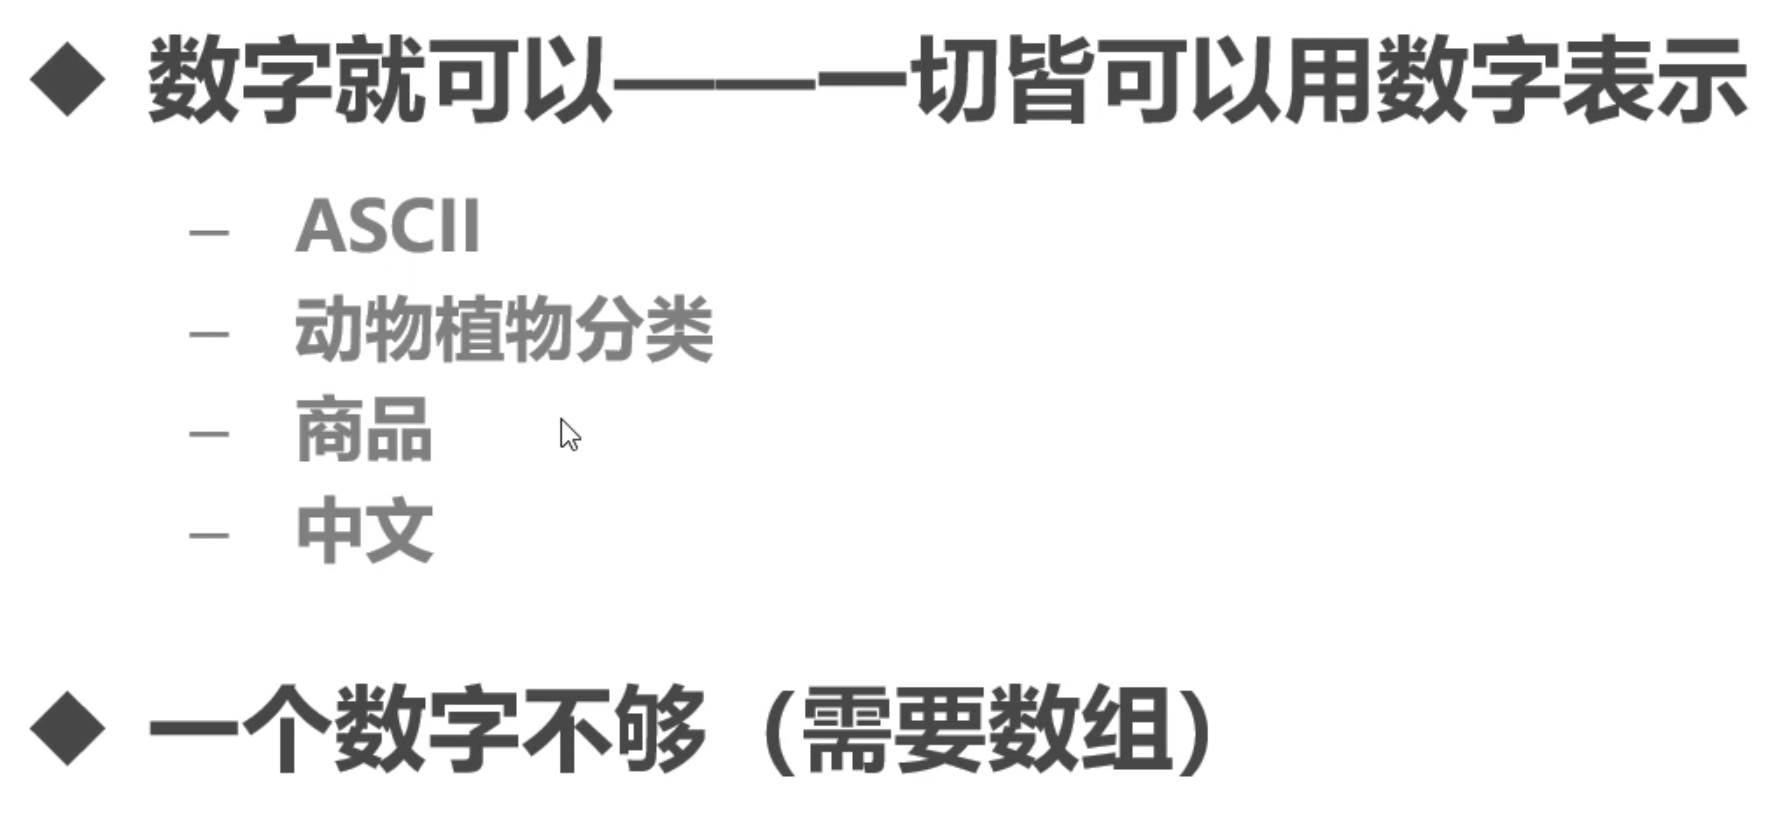 ◆ 数字就可以——一切皆可以用数字表示
– ASCII
– 动物植物分类
– 商品
– 中文
◆ 一个数字不够（需要数组）